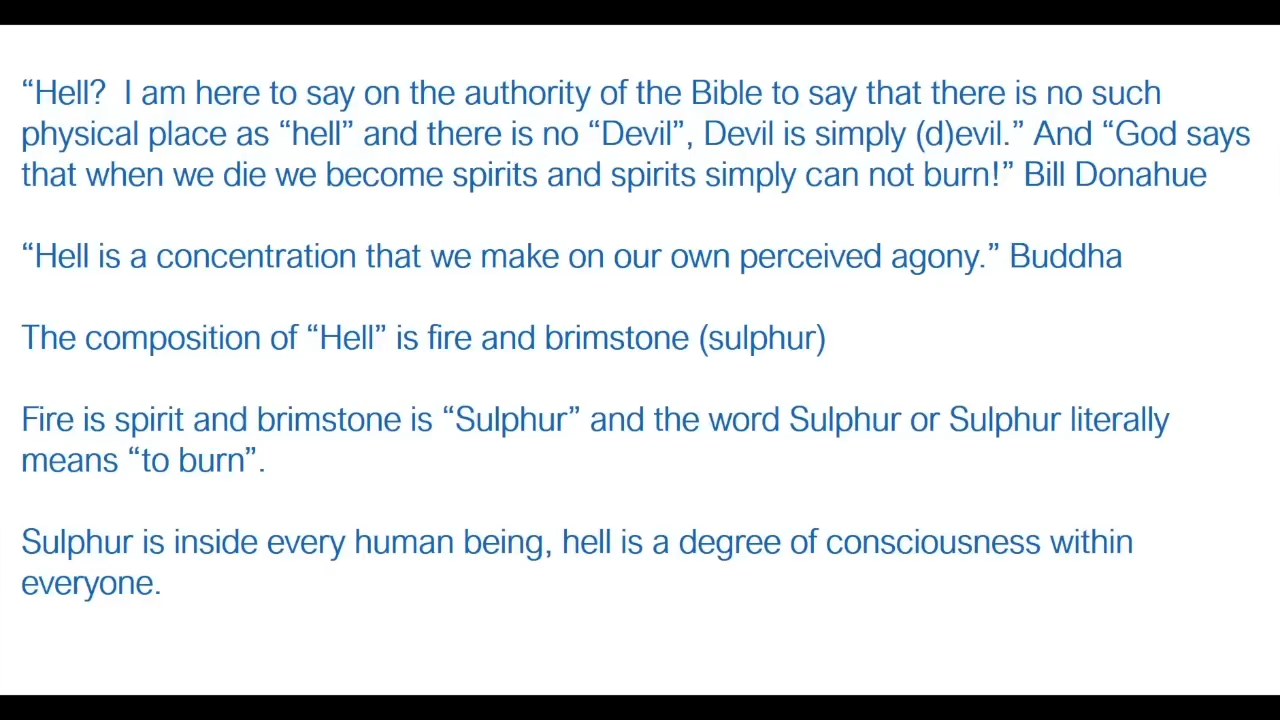 “Hell?  I am here to say on the authority of the Bible to say that there is no such
physical place as “hell” and there is no “Devil”, Devil is simply (d)evil.” And “God says
that when we die we become spirits and spirits simply can not burn!” Bill Donahue
“Hell is a concentration that we make on our own perceived agony.” Buddha
The composition of “Hell” is fire and brimstone (sulphur)
Fire is spirit and brimstone is “Sulphur” and the word Sulphur or Sulphur literally
means “to burn”.
Sulphur is inside every human being, hell is a degree of consciousness within
everyone.